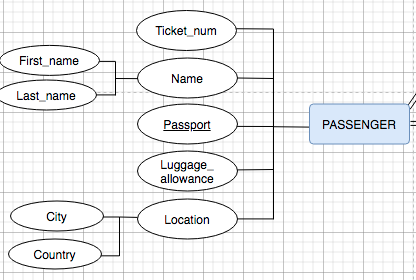 Ticket_num
First_name
Name
Last_name
Passport
PASSENGER
Luggage_
allowance
City
Location
Country